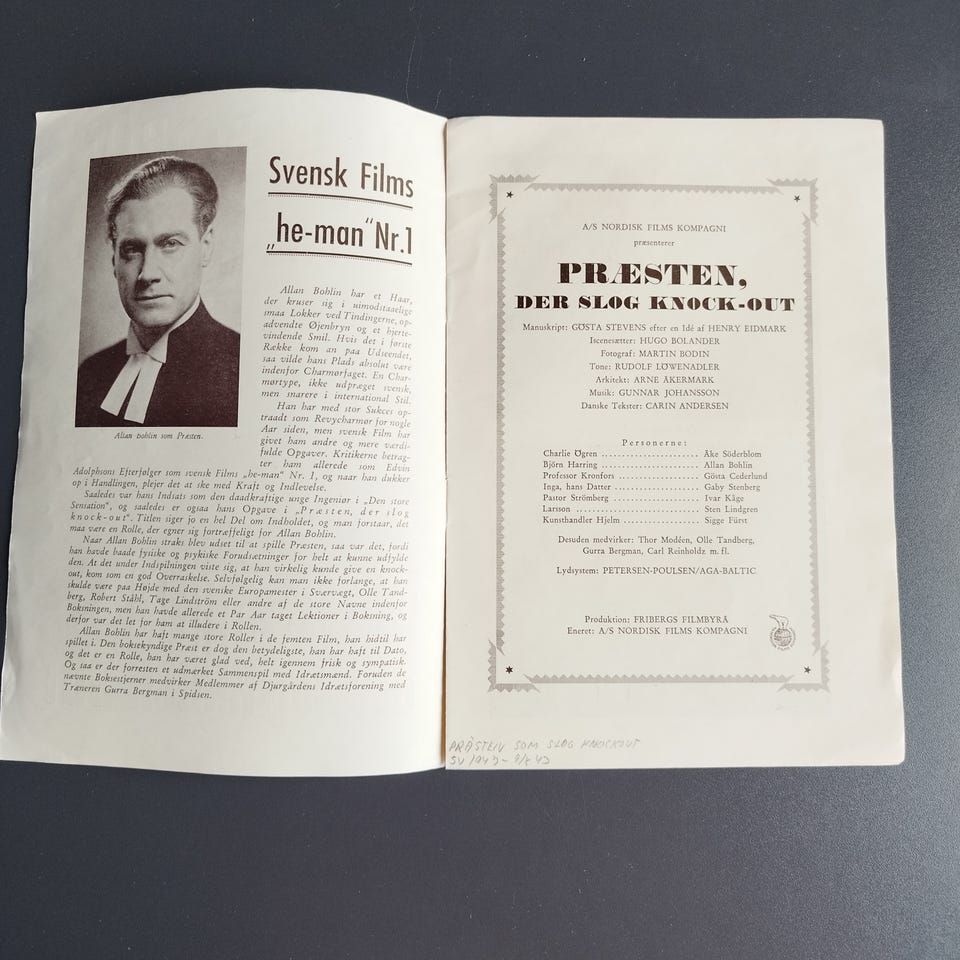 Svensk Films
„he-man“ Nr. 1
Allan Bohlin har et Haar,
der kruser sig i uimodstaaelige
smaa Lokker ved Tindingerne, op-
advendte Øjenbryn og et hjerte-
vindende Smil. Hvis det i første
Række kom an paa Udseendet,
saa vilde hans Plads absolut være
indenfor Charmørfaget. En Char-
mørtype, ikke udpræget svensk,
men snarere i international Stil.
Han har med stor Sukces op-
traadt som Revycharmør for nogle
Aar siden, men svensk Film har
givet ham andre og mere værdi-
fulde Opgaver. Kritikerne betrag-
ter ham allerede som Edvin
Adolphsons Efterfølger som svensk Films „he-man“ Nr. 1, og naar han dukker
op i Handlingen, plejer det at ske med Kraft og Indlevelse.
Saaledes var hans Indsats som den daadkraftige unge Ingeniør i „Den store
Sensation“, og saaledes er ogsaa hans Opgave i „Præsten, der slog
knock-out“. Titlen siger jo en hel Del om Indholdet, og man forstaar, det
maa være en Rolle, der egner sig fortræffeligt for Allan Bohlin.
Naar Allan Bohlin straks blev udset til at spille Præsten, saa var det, fordi
han havde baade fysiske og psykiske Forudsætninger for helt at kunne udfylde
den. At det under Indspilningen viste sig, at han virkelig kunde give en knock-
out, kom som en god Overraskelse. Selvfølgelig kan man ikke forlange, at han
skulde være paa Højde med den svenske Europamester i Sværvægt, Olle Tand-
berg, Robert Ståhl, Tage Lindström eller andre af de store Navne indenfor
Boksningen, men han havde allerede et Par Aar taget Lektioner i Boksning, og
derfor var det let for ham at illudere i Rollen.
Allan Bohlin har haft mange store Roller i de femten Film, han hidtil har
spillet i. Den boksekyndige Præst er dog den betydeligste, han har haft til Dato,
og det er en Rolle, han har været glad ved, helt igennem frisk og sympatisk.
Og saa er der forresten et udmærket Sammenspil med Idrætsmænd. Foruden de
nævnte Boksestjerner medvirker Medlemmer af Djurgårdens Idrætsforening med
Træneren Gurra Bergman i Spidsen.
Allan Bohlin som Præsten.
A/S NORDISK FILMS KOMPAGNI
præsenterer
PRÆSTEN,
DER SLOG KNOCK-OUT
Manuskript: GÖSTA STEVENS efter en Idé af HENRY EIDMARK
Iscenesætter: HUGO BOLANDER
Fotograf: MARTIN BODIN
Tone: RUDOLF LÖWENADLER
Arkitekt: ARNE ÅKERMARK
Musik: GUNNAR JOHANSSON
Danske Tekster: CARIN ANDERSEN
Personerne:
Charlie Ögren .................... Åke Söderblom
Björn Harring .................... Allan Bohlin
Professor Kronfors ............... Gösta Cederlund
Inga, hans Datter ................ Gaby Stenberg
Pastor Strömberg ................. Ivar Kåge
Larsson .......................... Sten Lindgren
Kunsthandler Hjelm ............... Sigge Fürst
Desuden medvirker: Thor Modéen, Olle Tandberg,
Gurra Bergman, Carl Reinholdz m. fl.
Lydsystem: PETERSEN-POULSEN/AGA-BALTIC
Produktion: FRIBERGS FILMBYRÅ
Eneret: A/S NORDISK FILMS KOMPAGNI
PRÄSTEN SOM SLOG KNOCKOUT
SV 1943 -